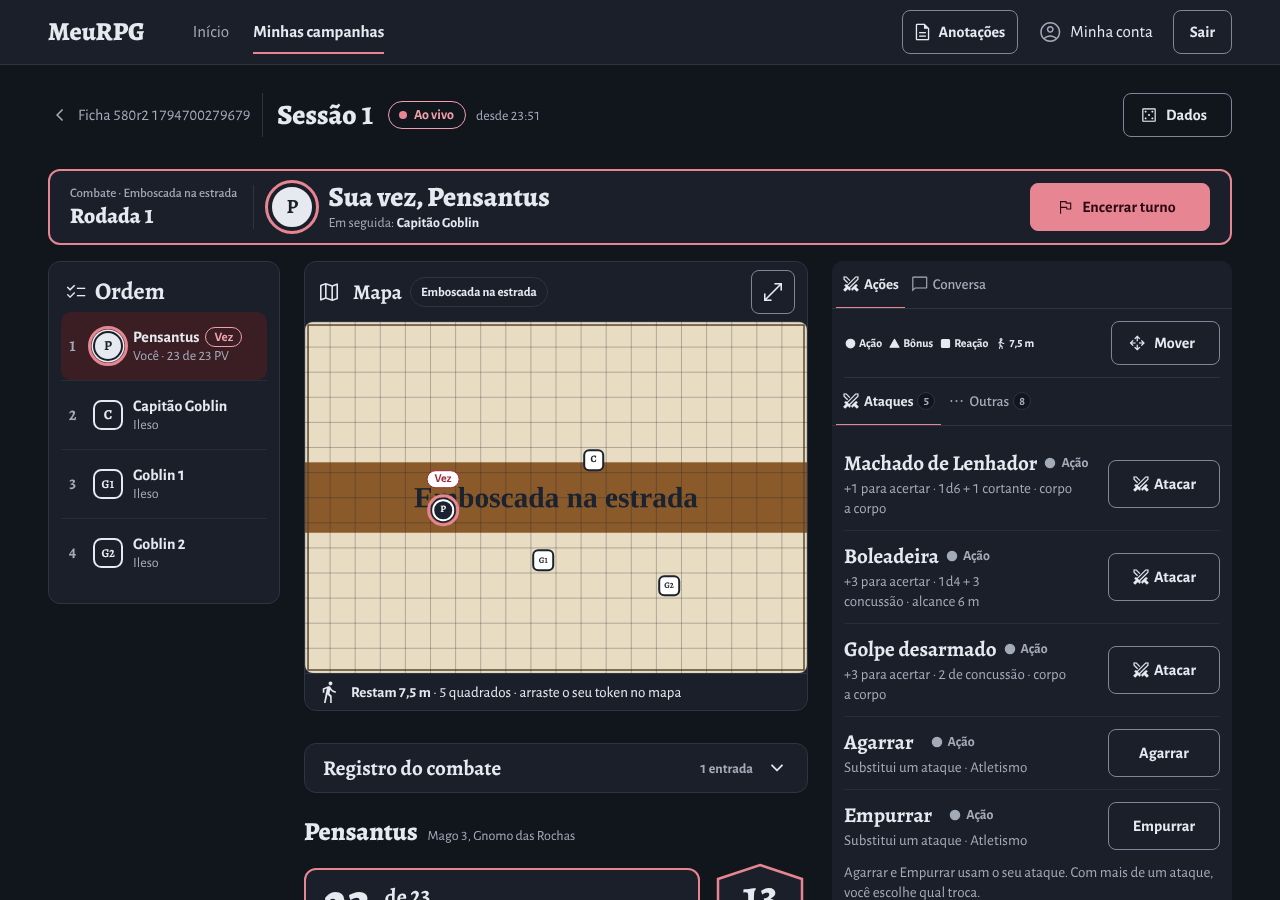 MeuRPG
Início
Minhas campanhas
Anotações
Minha conta
Sair
Ficha 580r2 1794700279679
Sessão 1
Ao vivo
desde 23:51
Dados
Combate · Emboscada na estrada
Rodada 1
P
Sua vez, Pensantus
Em seguida: Capitão Goblin
Encerrar turno
Ordem
1
P
Pensantus
Vez
Você · 23 de 23 PV
2
C
Capitão Goblin
Ileso
3
G1
Goblin 1
Ileso
4
G2
Goblin 2
Ileso
Mapa
Emboscada na estrada
C
Vez
Emboscada na estrada
P
G1
G2
Restam 7,5 m · 5 quadrados · arraste o seu token no mapa
Registro do combate
1 entrada
Pensantus
Mago 3, Gnomo das Rochas
23
de 23
13
Ações
Conversa
Ação
Bônus
Reação
7,5 m
Mover
Ataques
5
Outras
8
Machado de Lenhador
Ação
+1 para acertar · 1d6 + 1 cortante · corpo
a corpo
Atacar
Boleadeira
Ação
+3 para acertar · 1d4 + 3
concussão · alcance 6 m
Atacar
Golpe desarmado
Ação
+3 para acertar · 2 de concussão · corpo
a corpo
Atacar
Agarrar
Ação
Substitui um ataque · Atletismo
Agarrar
Empurrar
Ação
Substitui um ataque · Atletismo
Empurrar
Agarrar e Empurrar usam o seu ataque. Com mais de um ataque,
você escolhe qual troca.